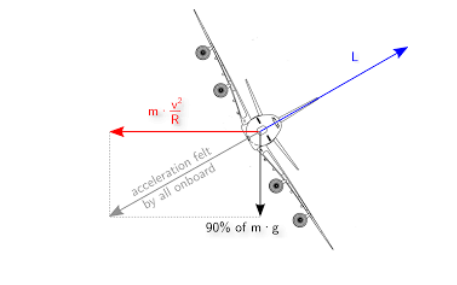 L
m · v²/R
acceleration felt
by all onboard
90% of m · g